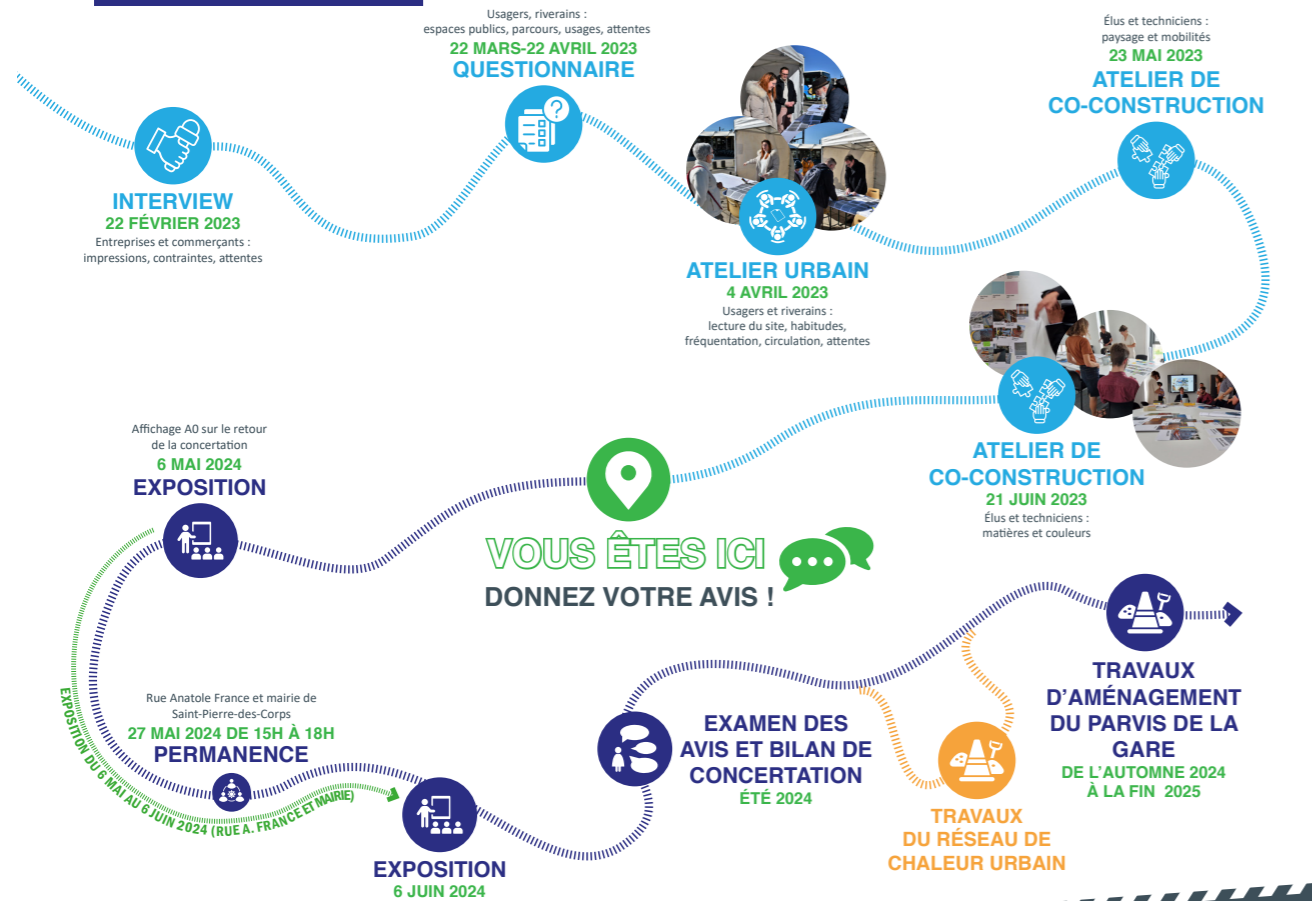 Usagers, riverains :
espaces publics, parcours, usages, attentes
22 MARS-22 AVRIL 2023
QUESTIONNAIRE
Élus et techniciens :
paysage et mobilités
23 MAI 2023
ATELIER DE
CO-CONSTRUCTION
INTERVIEW
22 FÉVRIER 2023
Entreprises et commerçants :
impressions, contraintes, attentes
ATELIER URBAIN
4 AVRIL 2023
Usagers et riverains :
lecture du site, habitudes,
fréquentation, circulation, attentes
ATELIER DE
CO-CONSTRUCTION
21 JUIN 2023
Élus et techniciens :
matières et couleurs
Affichage A0 sur le retour
de la concertation
6 MAI 2024
EXPOSITION
VOUS ÊTES ICI
DONNEZ VOTRE AVIS !
Rue Anatole France et mairie de
Saint-Pierre-des-Corps
27 MAI 2024 DE 15H À 18H
PERMANENCE
EXPOSITION DU 6 MAI AU 6 JUIN 2024 (RUE A. FRANCE ET MAIRIE)
EXPOSITION
6 JUIN 2024
EXAMEN DES
AVIS ET BILAN DE
CONCERTATION
ÉTÉ 2024
TRAVAUX
DU RÉSEAU DE
CHALEUR URBAIN
TRAVAUX
D'AMÉNAGEMENT
DU PARVIS DE LA
GARE
DE L'AUTOMNE 2024
À LA FIN 2025